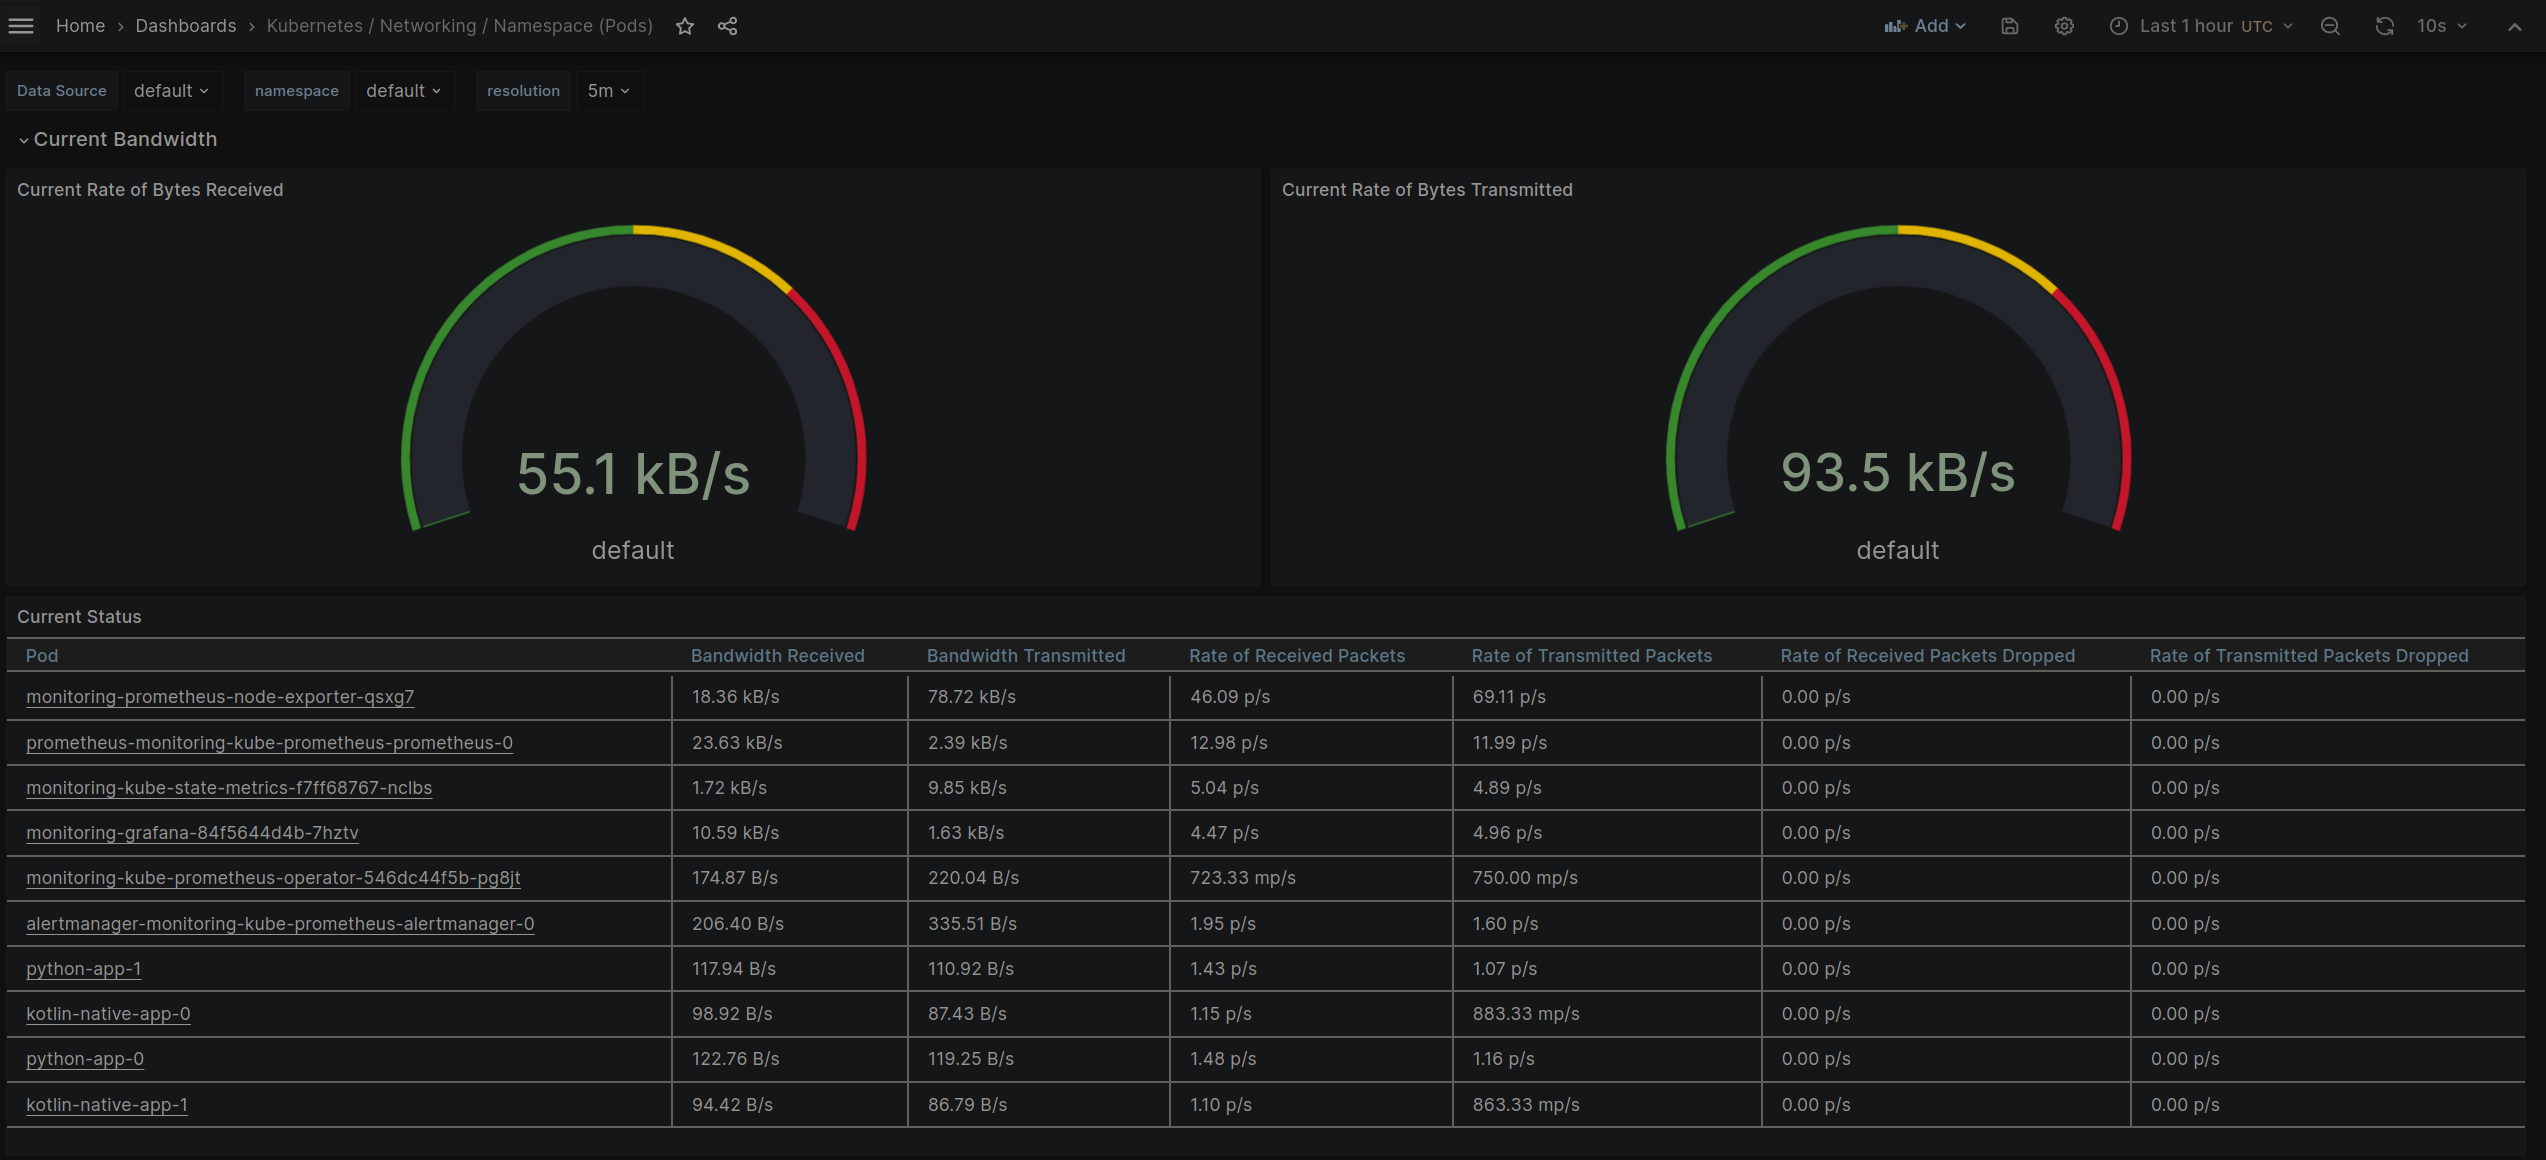 Home › Dashboards › Kubernetes / Networking / Namespace (Pods) Add Last 1 hour UTC 10s
Data Source default namespace default resolution 5m
Current Bandwidth
Current Rate of Bytes Received
55.1 kB/s
default
Current Rate of Bytes Transmitted
93.5 kB/s
default
Current Status
Pod Bandwidth Received Bandwidth Transmitted Rate of Received Packets Rate of Transmitted Packets Rate of Received Packets Dropped Rate of Transmitted Packets Dropped
monitoring-prometheus-node-exporter-qsxg7 18.36 kB/s 78.72 kB/s 46.09 p/s 69.11 p/s 0.00 p/s 0.00 p/s
prometheus-monitoring-kube-prometheus-prometheus-0 23.63 kB/s 2.39 kB/s 12.98 p/s 11.99 p/s 0.00 p/s 0.00 p/s
monitoring-kube-state-metrics-f7ff68767-nclbs 1.72 kB/s 9.85 kB/s 5.04 p/s 4.89 p/s 0.00 p/s 0.00 p/s
monitoring-grafana-84f5644d4b-7hztv 10.59 kB/s 1.63 kB/s 4.47 p/s 4.96 p/s 0.00 p/s 0.00 p/s
monitoring-kube-prometheus-operator-546dc44f5b-pg8jt 174.87 B/s 220.04 B/s 723.33 mp/s 750.00 mp/s 0.00 p/s 0.00 p/s
alertmanager-monitoring-kube-prometheus-alertmanager-0 206.40 B/s 335.51 B/s 1.95 p/s 1.60 p/s 0.00 p/s 0.00 p/s
python-app-1 117.94 B/s 110.92 B/s 1.43 p/s 1.07 p/s 0.00 p/s 0.00 p/s
kotlin-native-app-0 98.92 B/s 87.43 B/s 1.15 p/s 883.33 mp/s 0.00 p/s 0.00 p/s
python-app-0 122.76 B/s 119.25 B/s 1.48 p/s 1.16 p/s 0.00 p/s 0.00 p/s
kotlin-native-app-1 94.42 B/s 86.79 B/s 1.10 p/s 863.33 mp/s 0.00 p/s 0.00 p/s